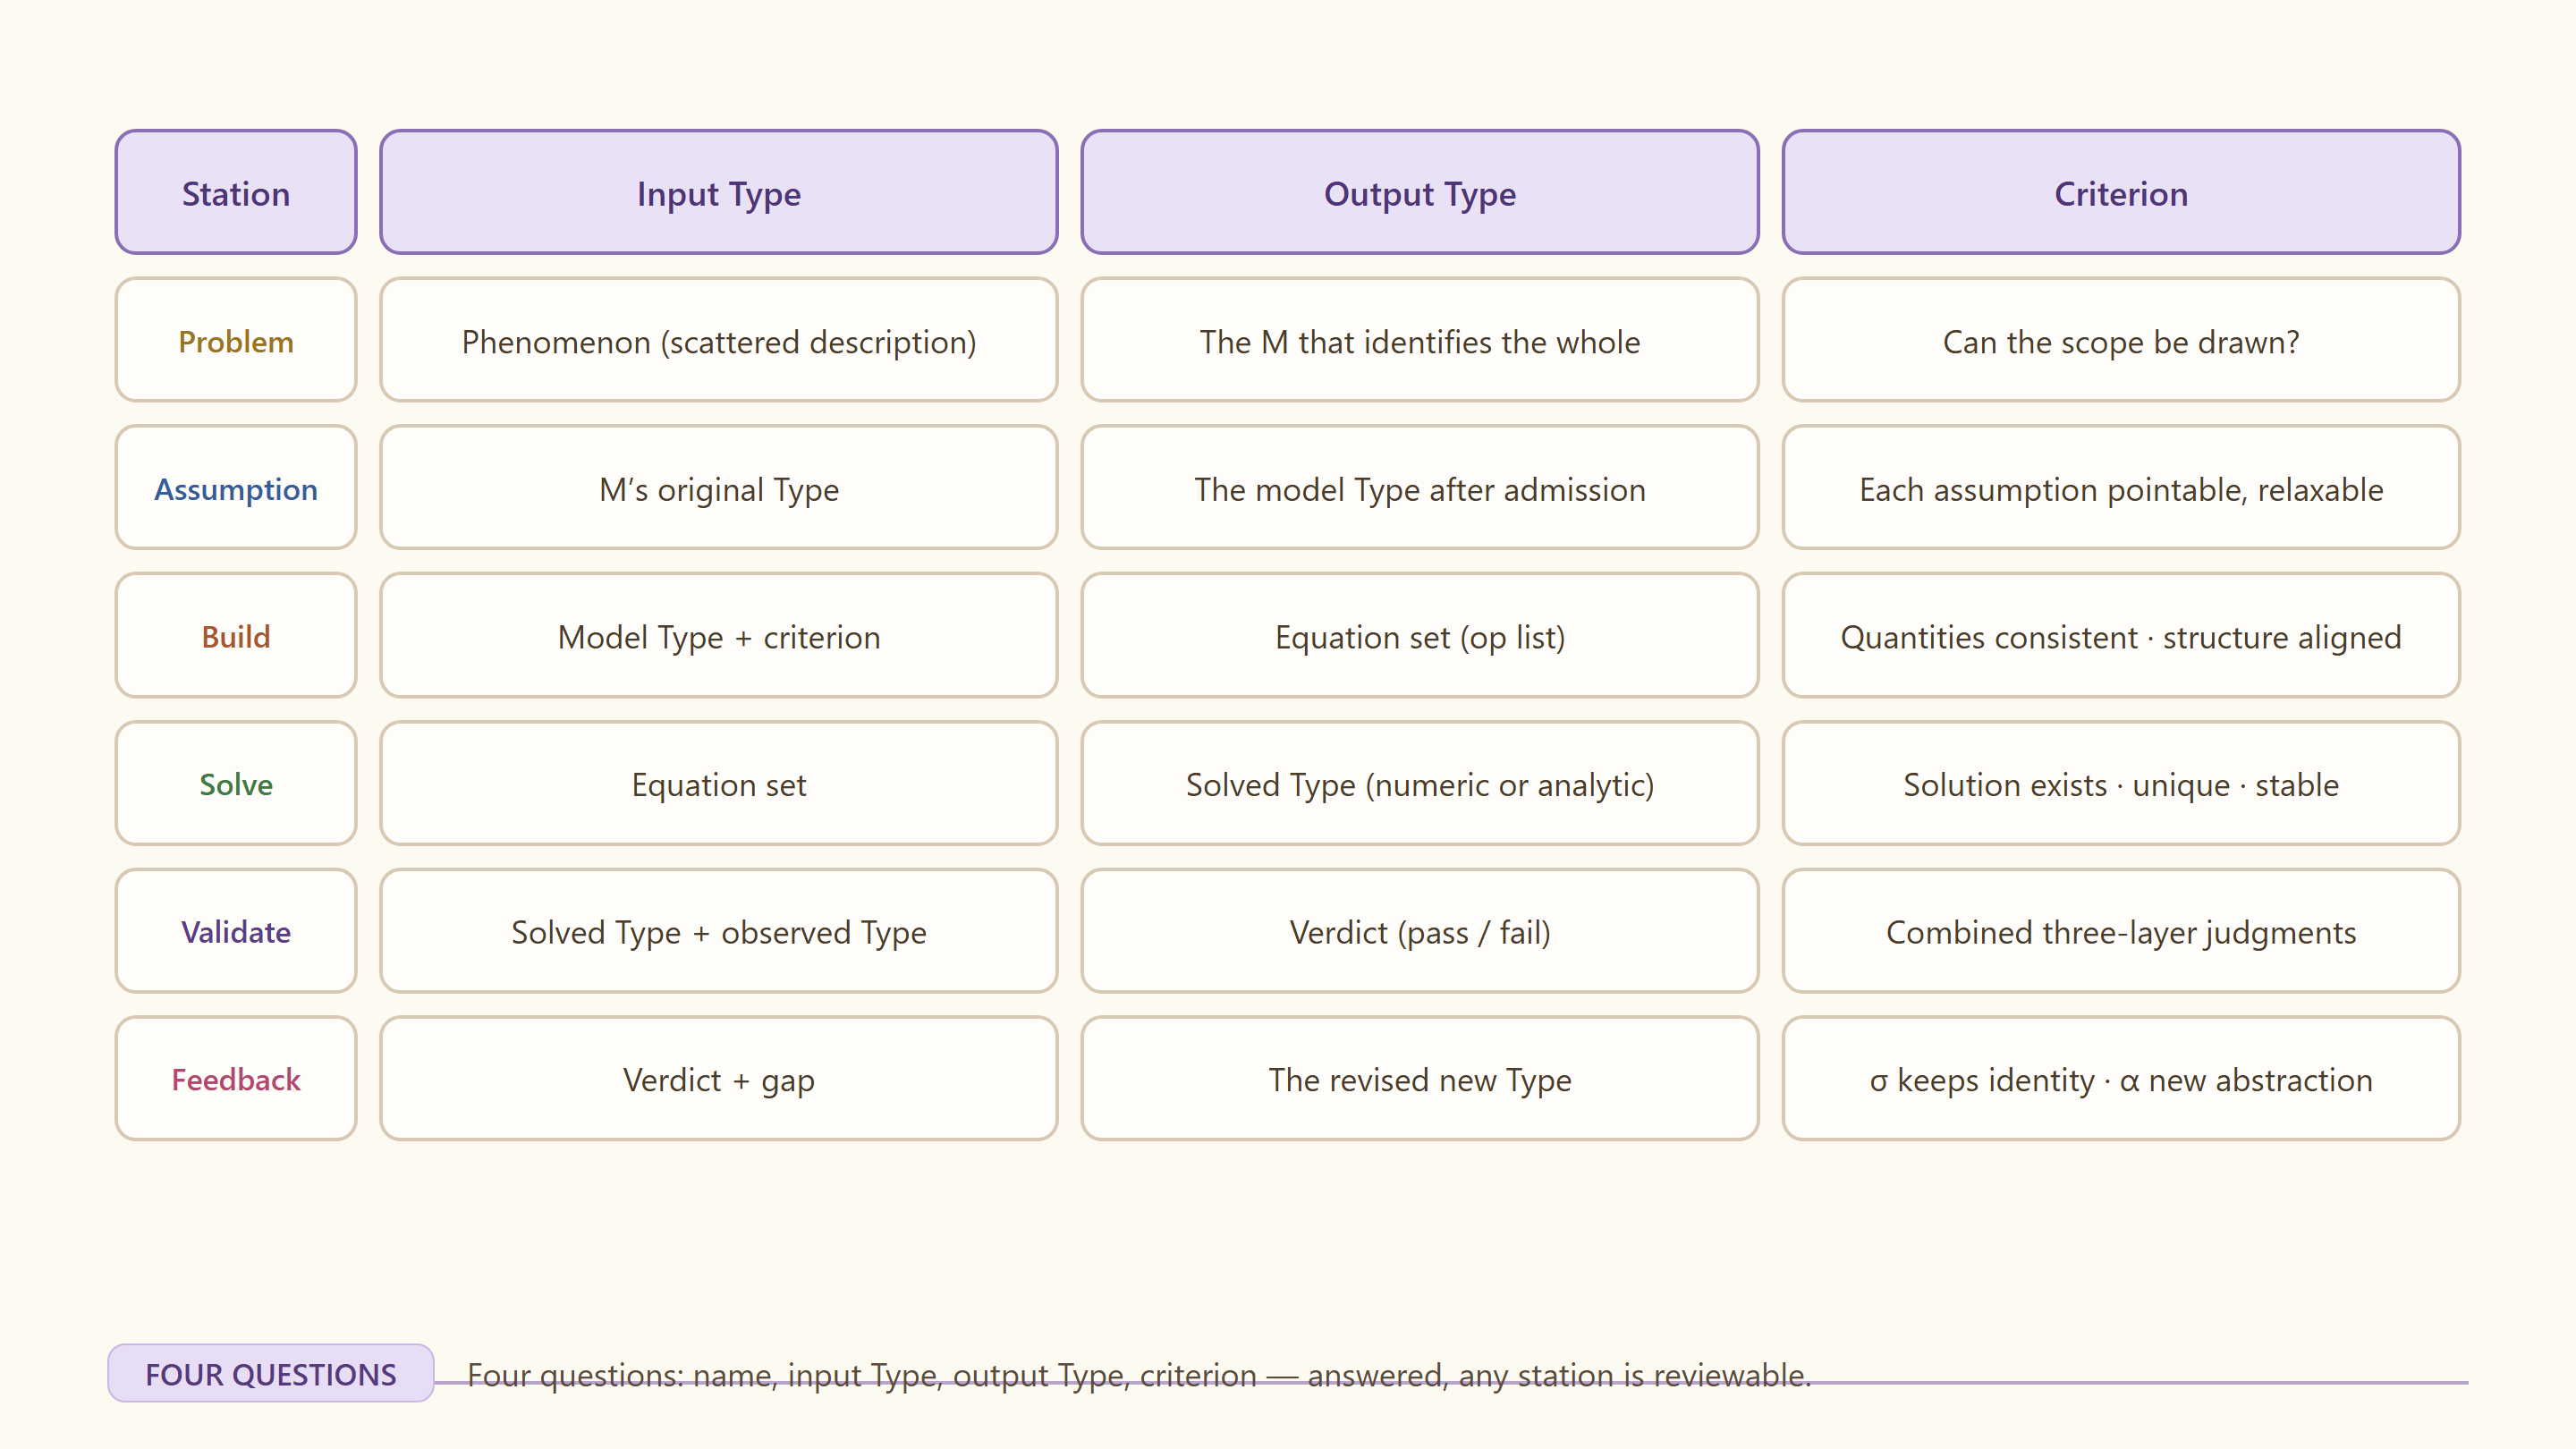 Station Input Type Output Type Criterion
Problem Phenomenon (scattered description) The M that identifies the whole Can the scope be drawn?
Assumption M’s original Type The model Type after admission Each assumption pointable, relaxable
Build Model Type + criterion Equation set (op list) Quantities consistent · structure aligned
Solve Equation set Solved Type (numeric or analytic) Solution exists · unique · stable
Validate Solved Type + observed Type Verdict (pass / fail) Combined three-layer judgments
Feedback Verdict + gap The revised new Type σ keeps identity · α new abstraction
FOUR QUESTIONS Four questions: name, input Type, output Type, criterion — answered, any station is reviewable.